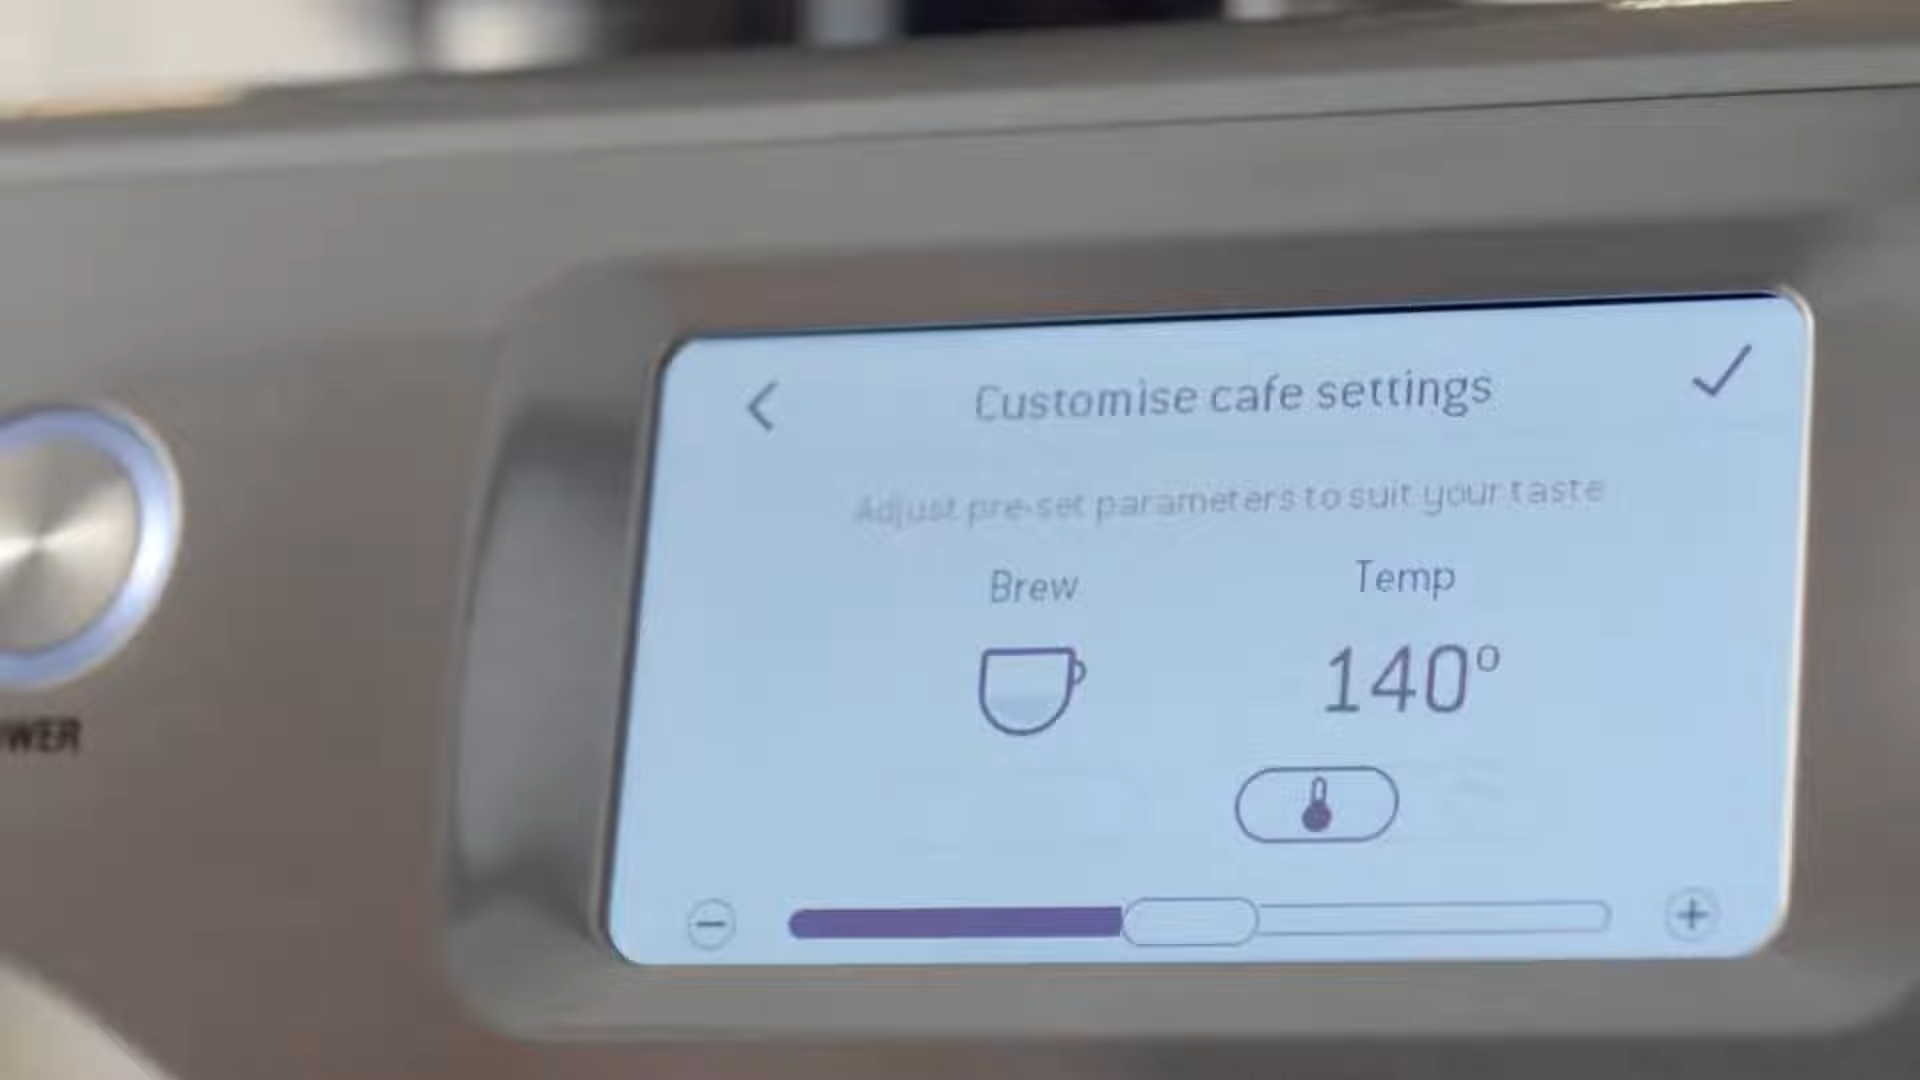 Customise cafe settings
Adjust pre-set parameters to suit your taste
Brew
Temp
140°
WER